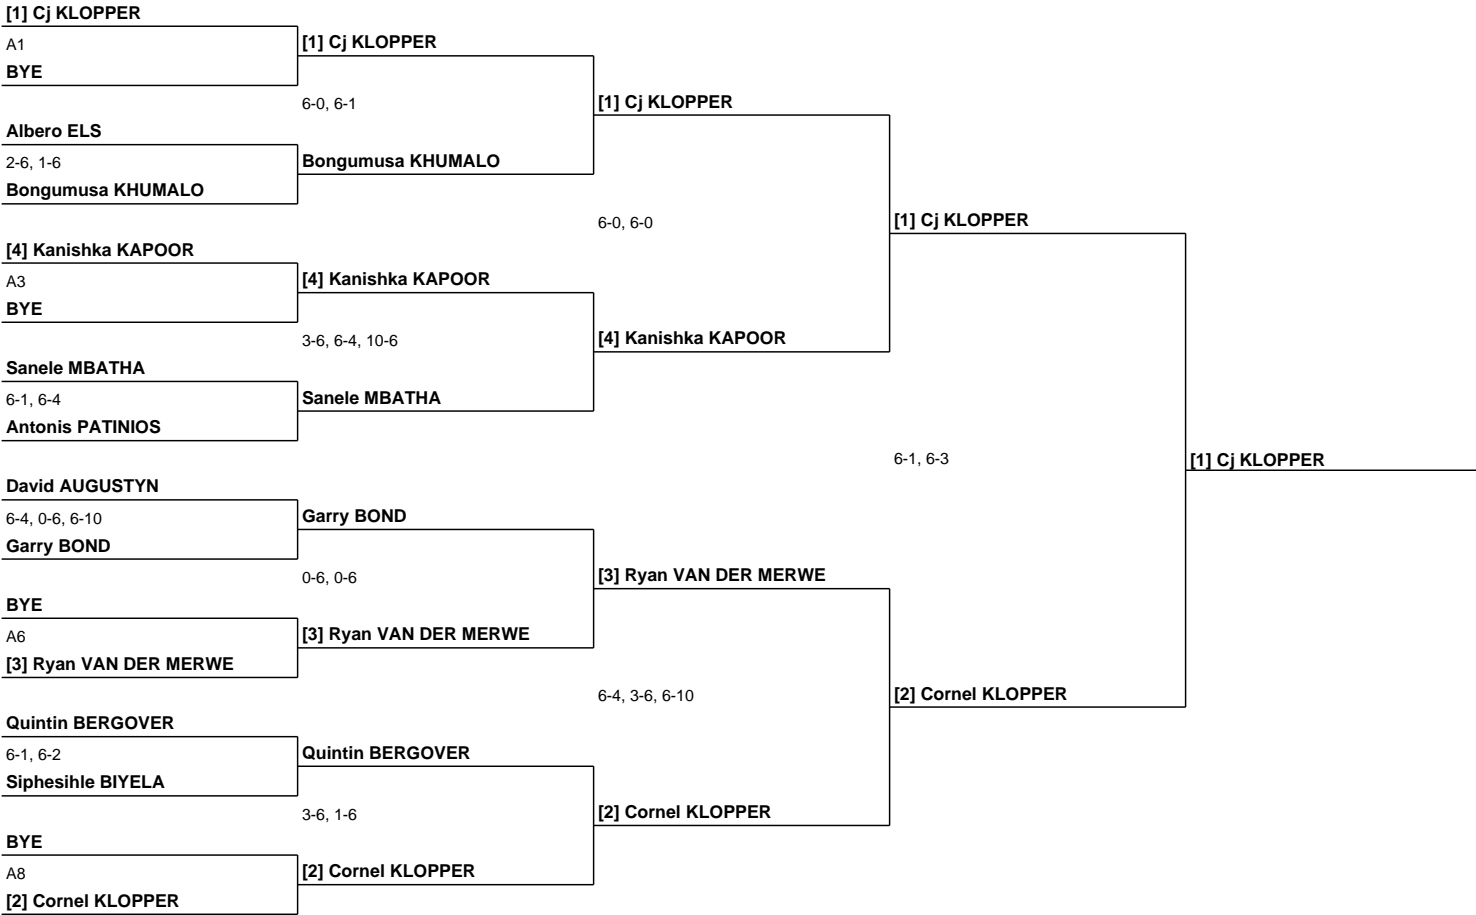 [1] Cj KLOPPER
A1
BYE
Albero ELS
2-6, 1-6
Bongumusa KHUMALO
[4] Kanishka KAPOOR
A3
BYE
Sanele MBATHA
6-1, 6-4
Antonis PATINIOS
David AUGUSTYN
6-4, 0-6, 6-10
Garry BOND
BYE
A6
[3] Ryan VAN DER MERWE
Quintin BERGOVER
6-1, 6-2
Siphesihle BIYELA
BYE
A8
[2] Cornel KLOPPER
[1] Cj KLOPPER
6-0, 6-1
Bongumusa KHUMALO
[4] Kanishka KAPOOR
3-6, 6-4, 10-6
Sanele MBATHA
Garry BOND
0-6, 0-6
[3] Ryan VAN DER MERWE
Quintin BERGOVER
3-6, 1-6
[2] Cornel KLOPPER
[1] Cj KLOPPER
6-0, 6-0
[4] Kanishka KAPOOR
[3] Ryan VAN DER MERWE
6-4, 3-6, 6-10
[2] Cornel KLOPPER
[1] Cj KLOPPER
6-1, 6-3
[2] Cornel KLOPPER
[1] Cj KLOPPER